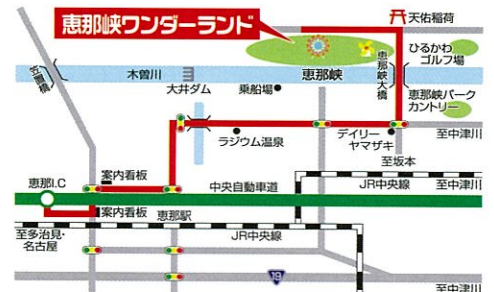 恵那峡ワンダーランド
天佑稲荷
ひるかわ
ゴルフ場
笠置橋
木曽川
大井ダム
乗船場
恵那峡
恵那峡大橋
恵那峡パーク
カントリー
ラジウム温泉
デイリー
ヤマザキ
至中津川
至坂本
恵那I.C
案内看板
中央自動車道
JR中央線
至中津川
案内看板
恵那駅
至多治見・
名古屋
JR中央線
19
至中津川